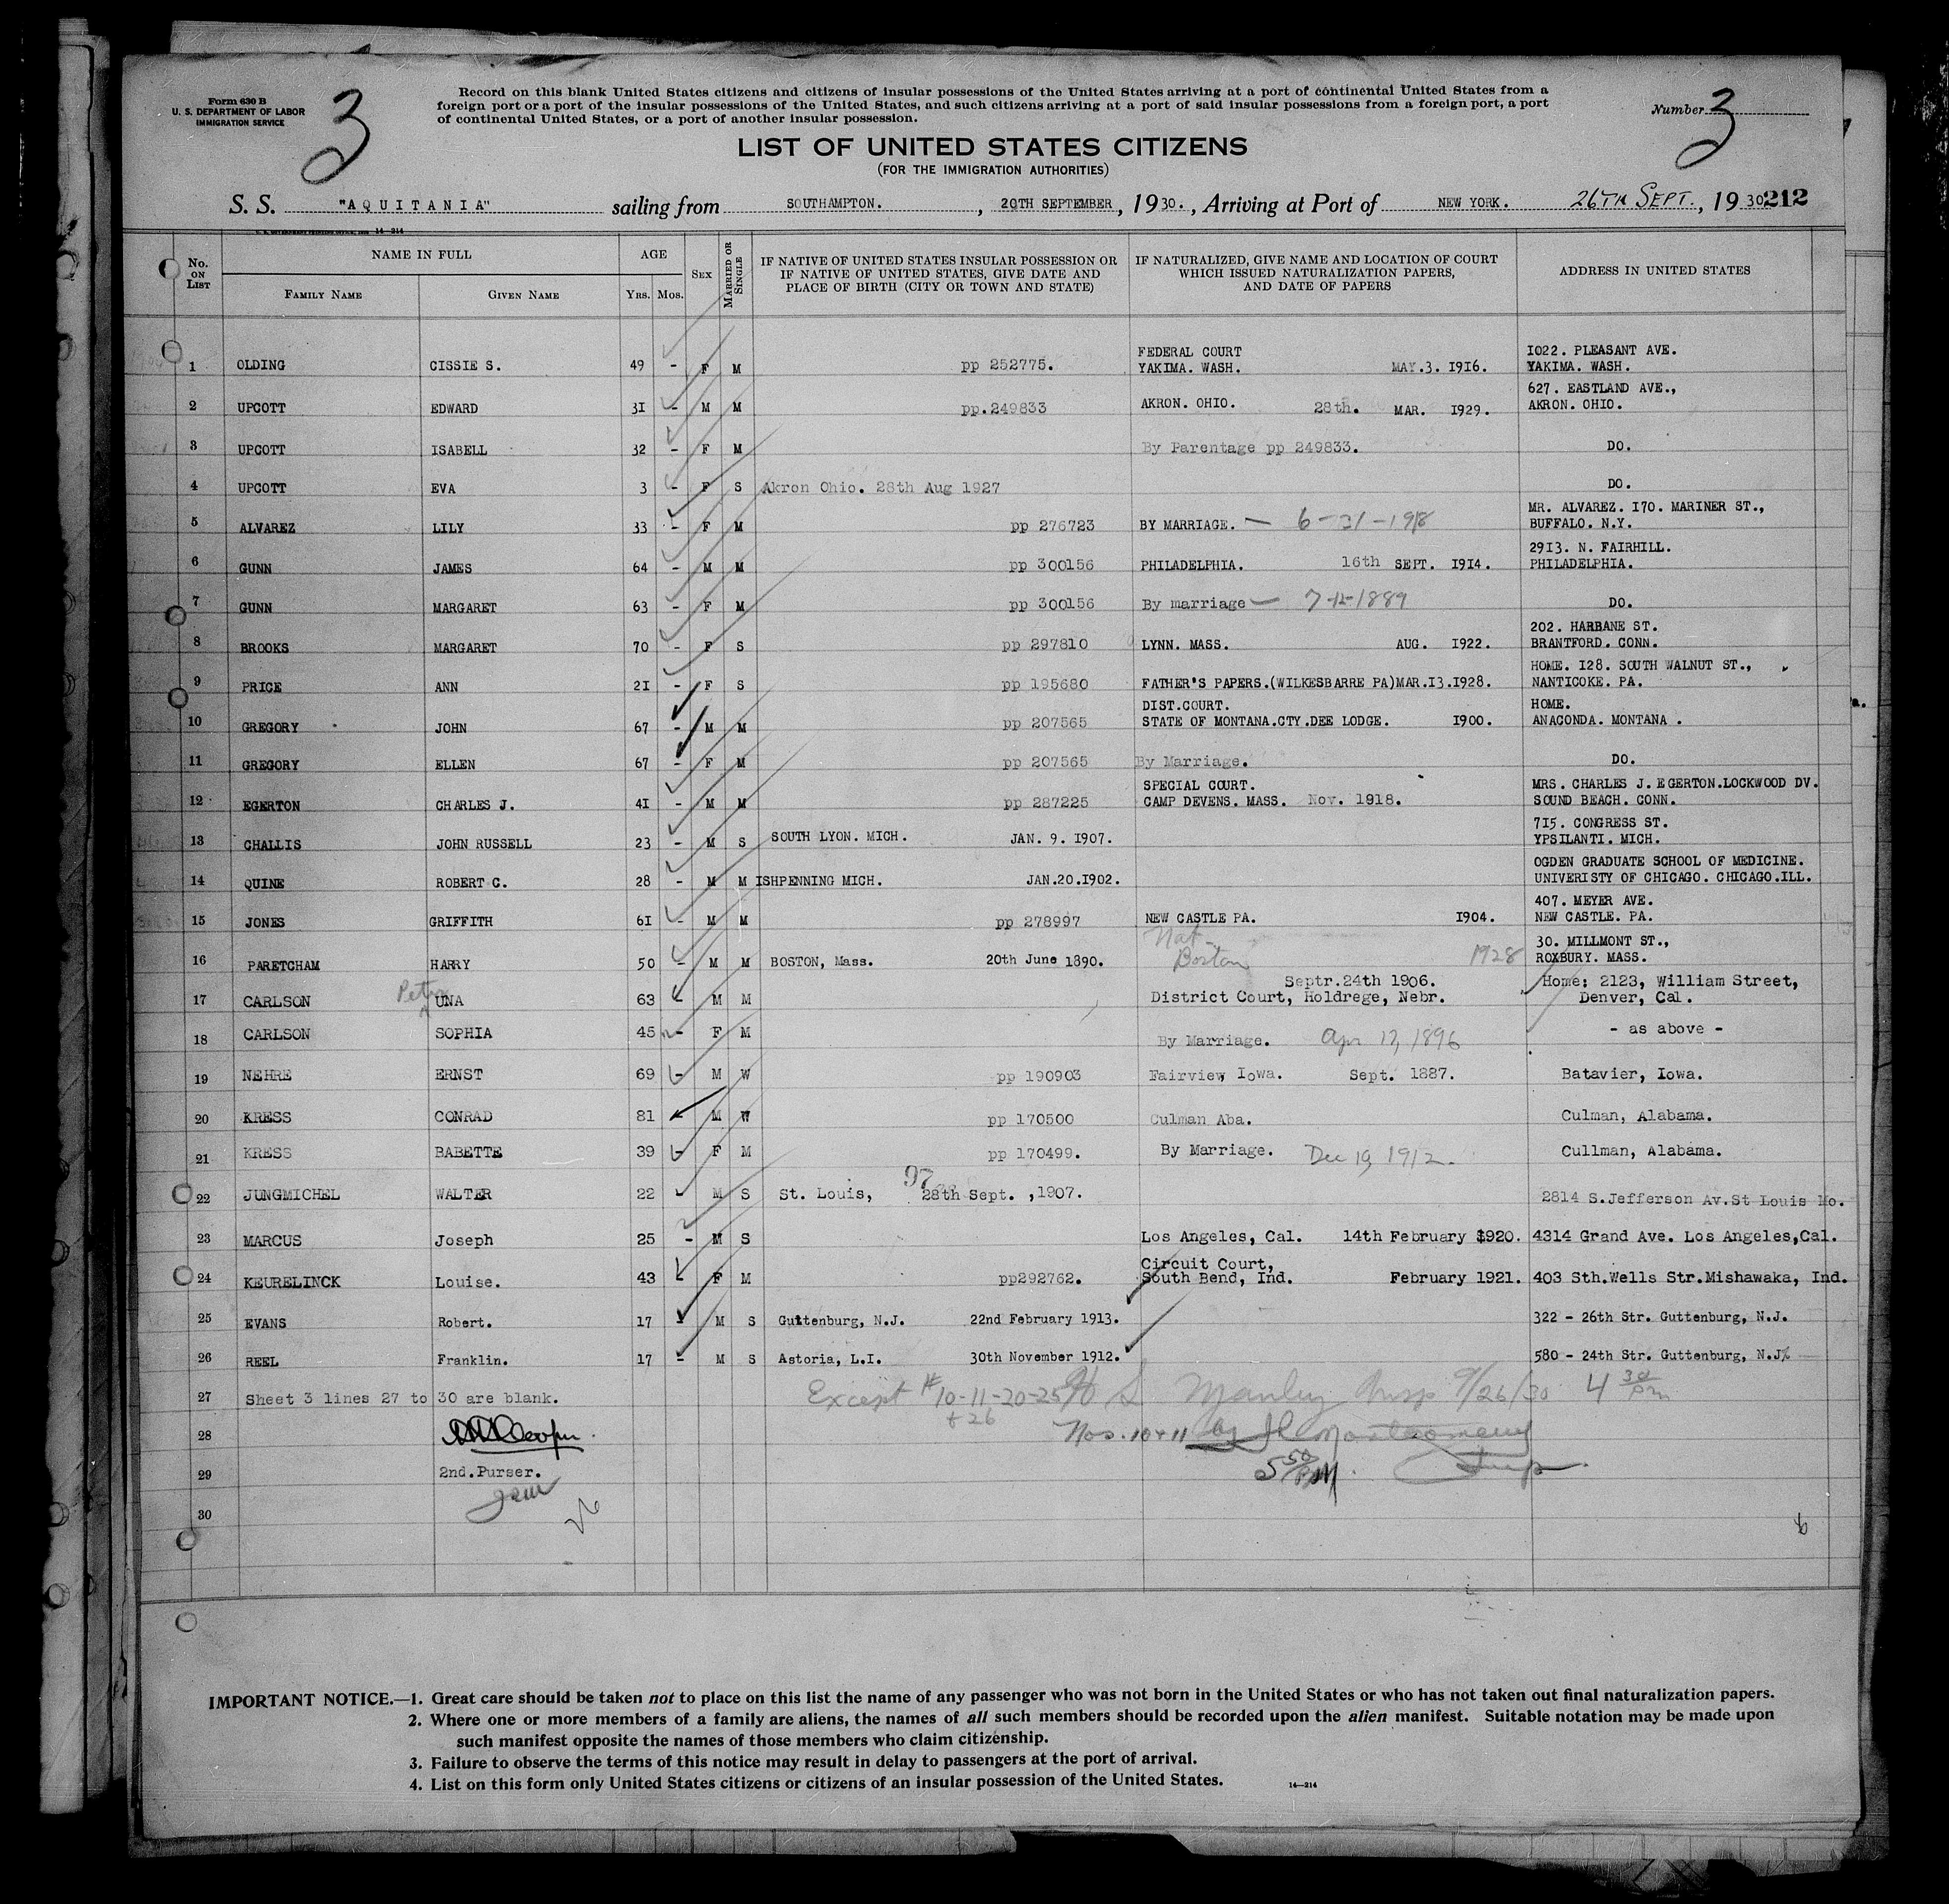 Form 630 B
U. S. DEPARTMENT OF LABOR
IMMIGRATION SERVICE
3
Record on this blank United States citizens and citizens of insular possessions of the United States arriving at a port of continental United States from a
foreign port or a port of the insular possessions of the United States, and such citizens arriving at a port of said insular possessions from a foreign port, a port
of continental United States, or a port of another insular possession.
Number 3
LIST OF UNITED STATES CITIZENS
(FOR THE IMMIGRATION AUTHORITIES)
S. S. "AQUITANIA" sailing from SOUTHAMPTON. , 20TH SEPTEMBER , 1930. , Arriving at Port of NEW YORK. 26TH SEPT. , 19 30 212
No. ON LIST
NAME IN FULL
FAMILY NAME
GIVEN NAME
AGE
YRS.
MOS.
SEX
MARRIED OR SINGLE
IF NATIVE OF UNITED STATES INSULAR POSSESSION OR
IF NATIVE OF UNITED STATES, GIVE DATE AND
PLACE OF BIRTH (CITY OR TOWN AND STATE)
IF NATURALIZED, GIVE NAME AND LOCATION OF COURT
WHICH ISSUED NATURALIZATION PAPERS,
AND DATE OF PAPERS
ADDRESS IN UNITED STATES
FEDERAL COURT 1022. PLEASANT AVE.
1 OLDING CISSIE S. 49 - F M pp 252775. YAKIMA. WASH. MAY.3. 1916. YAKIMA. WASH.
627. EASTLAND AVE.,
2 UPCOTT EDWARD 31 - M M pp.249833 AKRON. OHIO. 28th. MAR. 1929. AKRON. OHIO.
3 UPCOTT ISABELL 32 - F M By Parentage pp 249833. DO.
4 UPCOTT EVA 3 - F S Akron Ohio. 28th Aug 1927 DO.
MR. ALVAREZ. 170. MARINER ST.,
5 ALVAREZ LILY 33 - F M pp 276723 BY MARRIAGE. — 6-31-1918 BUFFALO. N.Y.
2913. N. FAIRHILL.
6 GUNN JAMES 64 - M M pp 300156 PHILADELPHIA. 16th SEPT. 1914. PHILADELPHIA.
7 GUNN MARGARET 63 - F M pp 300156 By marriage — 7-12-1889 DO.
202. HARBANE ST.
8 BROOKS MARGARET 70 - F S pp 297810 LYNN. MASS. AUG. 1922. BRANTFORD. CONN.
HOME. 128. SOUTH WALNUT ST.,
9 PRICE ANN 21 - F S pp 195680 FATHER'S PAPERS.(WILKESBARRE PA)MAR.13.1928. NANTICOKE. PA.
DIST.COURT. HOME.
10 GREGORY JOHN 67 - M M pp 207565 STATE OF MONTANA.CTY.DEE LODGE. 1900. ANACONDA. MONTANA .
11 GREGORY ELLEN 67 - F M pp 207565 By Marriage. DO.
SPECIAL COURT. MRS. CHARLES J. EGERTON.LOCKWOOD DV.
12 EGERTON CHARLES J. 41 - M M pp 287225 CAMP DEVENS. MASS. Nov. 1918. SOUND BEACH. CONN.
715. CONGRESS ST.
13 CHALLIS JOHN RUSSELL 23 - M S SOUTH LYON. MICH. JAN. 9. 1907. YPSILANTI. MICH.
OGDEN GRADUATE SCHOOL OF MEDICINE.
14 QUINE ROBERT C. 28 - M M ISHPENNING MICH. JAN.20.1902. UNIVERISTY OF CHICAGO. CHICAGO.ILL.
407. MEYER AVE.
15 JONES GRIFFITH 61 - M M pp 278997 NEW CASTLE PA. 1904. NEW CASTLE. PA.
Nat. 30. MILLMONT ST.,
16 PARETCHAM HARRY 50 - M M BOSTON, Mass. 20th June 1890. Boston 1928 ROXBURY. MASS.
Peter Septr.24th 1906. Home: 2123, William Street,
17 CARLSON UNA 63 - M M District Court, Holdrege, Nebr. Denver, Cal.
18 CARLSON SOPHIA 45 - F M By Marriage. Apr 17, 1896 - as above -
19 NEHRE ERNST 69 - M W pp 190903 Fairview, Iowa. Sept. 1887. Batavier, Iowa.
20 KRESS CONRAD 81 - M W pp 170500 Culman Aba. Culman, Alabama.
21 KRESS BABETTE 39 - F M pp 170499. By Marriage. Dec 19, 1912. Cullman, Alabama.
22 JUNGMICHEL WALTER 22 M S St. Louis, 28th Sept. ,1907. 2814 S.Jefferson Av.St Louis Mo.
23 MARCUS Joseph 25 - M S Los Angeles, Cal. 14th February $920. 4314 Grand Ave. Los Angeles,Cal.
Circuit Court,
24 KEURELINCK Louise. 43 - F M pp292762. South Bend, Ind. February 1921. 403 Sth.Wells Str.Mishawaka, Ind.
25 EVANS Robert. 17 - M S Guttenburg, N.J. 22nd February 1913. 322 - 26th Str. Guttenburg, N.J.
26 REEL Franklin. 17 - M S Astoria, L.I. 30th November 1912. 580 - 24th Str. Guttenburg, N.J.
27 Sheet 3 lines 27 to 30 are blank. Except # 10-11-20-25 + 26 Manley Insp 9/26/30 4 30 pm
28 Nos. 10+11 by Montgomery
29 2nd.Purser. 5 50 PM Insp
30
IMPORTANT NOTICE.—1. Great care should be taken not to place on this list the name of any passenger who was not born in the United States or who has not taken out final naturalization papers.
2. Where one or more members of a family are aliens, the names of all such members should be recorded upon the alien manifest. Suitable notation may be made upon
such manifest opposite the names of those members who claim citizenship.
3. Failure to observe the terms of this notice may result in delay to passengers at the port of arrival.
4. List on this form only United States citizens or citizens of an insular possession of the United States.
14—214